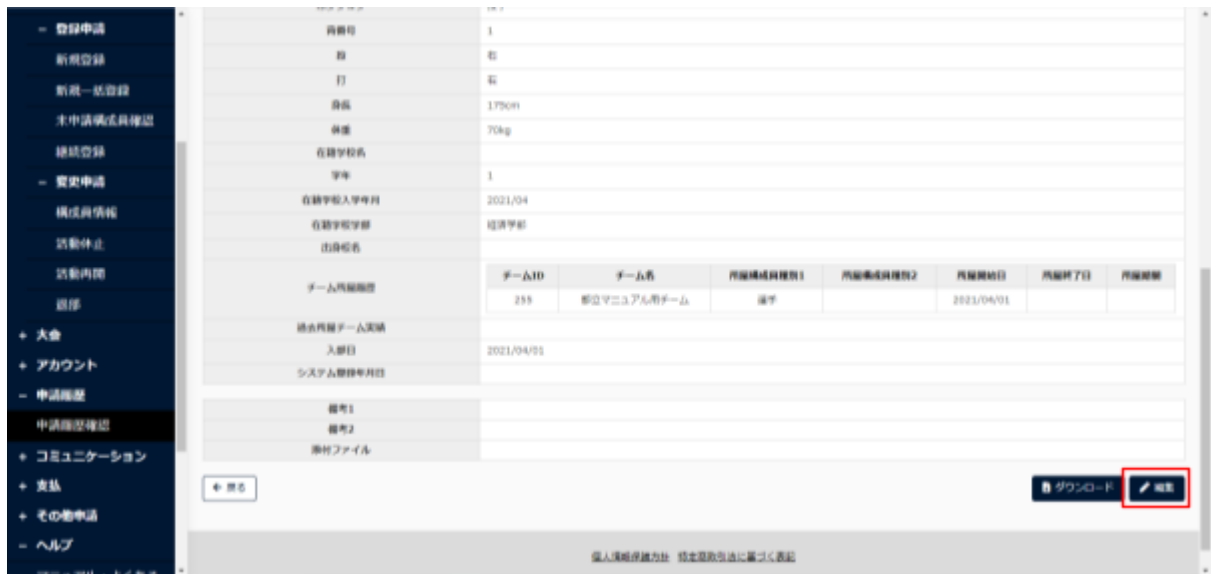 − 登録申請
新規登録
新規一括登録
未申請構成員確認
継続登録
− 変更申請
構成員情報
活動休止
活動再開
退部
+ 大会
+ アカウント
− 申請履歴
申請履歴確認
+ コミュニケーション
+ 支払
+ その他申請
− ヘルプ
背番号 1
投 右
打 右
身長 175cm
体重 70kg
在籍学校名
学年 1
在籍学校入学年月 2021/04
在籍学校学部 経済学部
出身校名
チーム所属履歴
チームID チーム名 所属構成員種別1 所属構成員種別2 所属開始日 所属終了日 所属期間
255 都立マニュアル用チーム 選手 2021/04/01
過去所属チーム実績
入部日 2021/04/01
システム登録年月日
備考1
備考2
添付ファイル
戻る
ダウンロード
編集
個人情報保護方針 特定商取引法に基づく表記